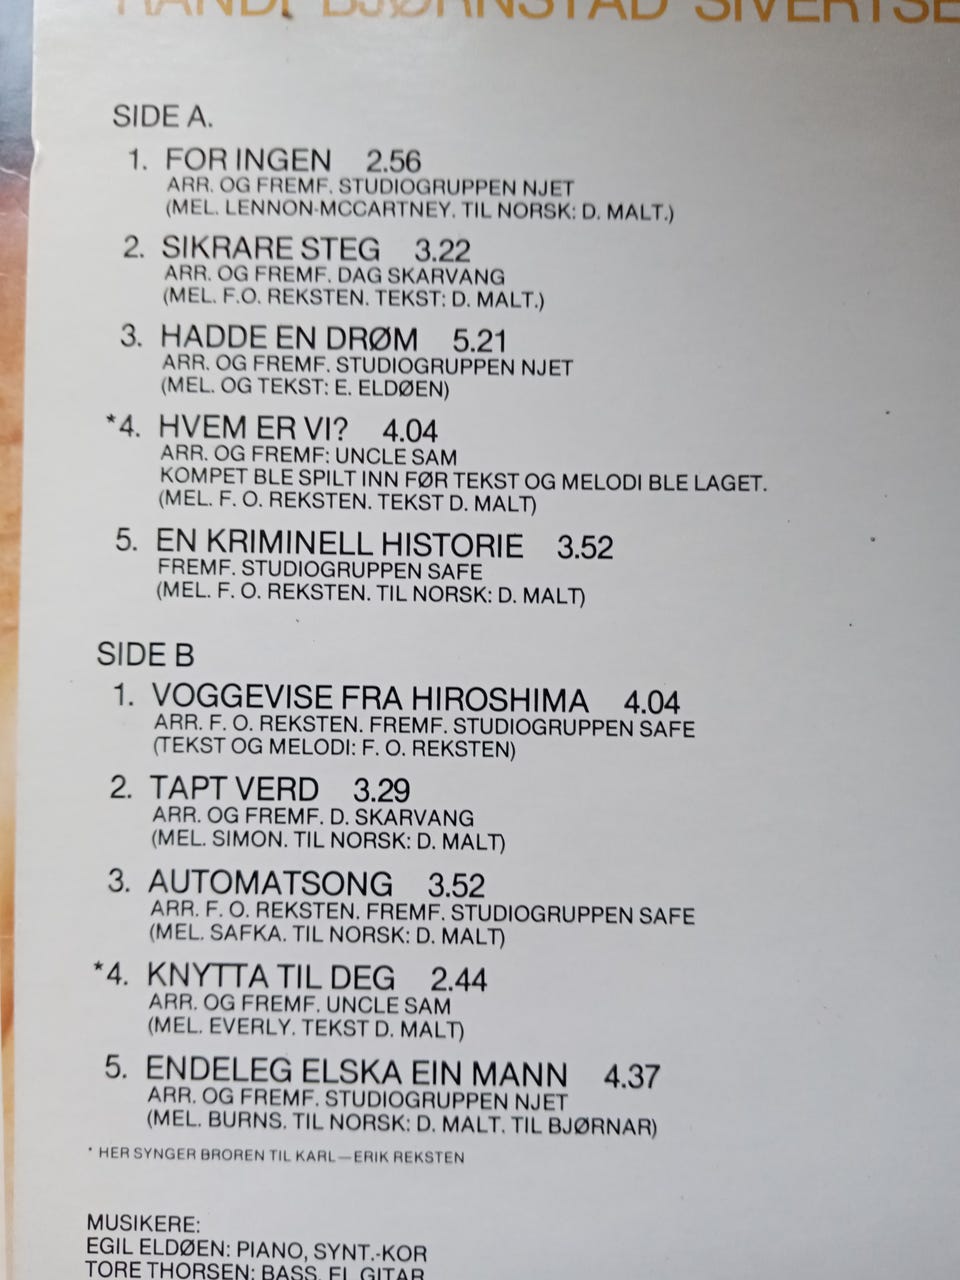 RANDI BJØRNSTAD SIVERTSE
SIDE A.
1. FOR INGEN 2.56
ARR. OG FREMF. STUDIOGRUPPEN NJET
(MEL. LENNON-MCCARTNEY. TIL NORSK: D. MALT.)
2. SIKRARE STEG 3.22
ARR. OG FREMF. DAG SKARVANG
(MEL. F.O. REKSTEN. TEKST: D. MALT.)
3. HADDE EN DRØM 5.21
ARR. OG FREMF. STUDIOGRUPPEN NJET
(MEL. OG TEKST: E. ELDØEN)
*4. HVEM ER VI? 4.04
ARR. OG FREMF: UNCLE SAM
KOMPET BLE SPILT INN FØR TEKST OG MELODI BLE LAGET.
(MEL. F. O. REKSTEN. TEKST D. MALT)
5. EN KRIMINELL HISTORIE 3.52
FREMF. STUDIOGRUPPEN SAFE
(MEL. F. O. REKSTEN. TIL NORSK: D. MALT)
SIDE B
1. VOGGEVISE FRA HIROSHIMA 4.04
ARR. F. O. REKSTEN. FREMF. STUDIOGRUPPEN SAFE
(TEKST OG MELODI: F. O. REKSTEN)
2. TAPT VERD 3.29
ARR. OG FREMF. D. SKARVANG
(MEL. SIMON. TIL NORSK: D. MALT)
3. AUTOMATSONG 3.52
ARR. F. O. REKSTEN. FREMF. STUDIOGRUPPEN SAFE
(MEL. SAFKA. TIL NORSK: D. MALT)
*4. KNYTTA TIL DEG 2.44
ARR. OG FREMF. UNCLE SAM
(MEL. EVERLY. TEKST D. MALT)
5. ENDELEG ELSKA EIN MANN 4.37
ARR. OG FREMF. STUDIOGRUPPEN NJET
(MEL. BURNS. TIL NORSK: D. MALT. TIL BJØRNAR)
* HER SYNGER BROREN TIL KARL—ERIK REKSTEN
MUSIKERE:
EGIL ELDØEN: PIANO, SYNT.-KOR
TORE THORSEN: BASS, EL.GITAR